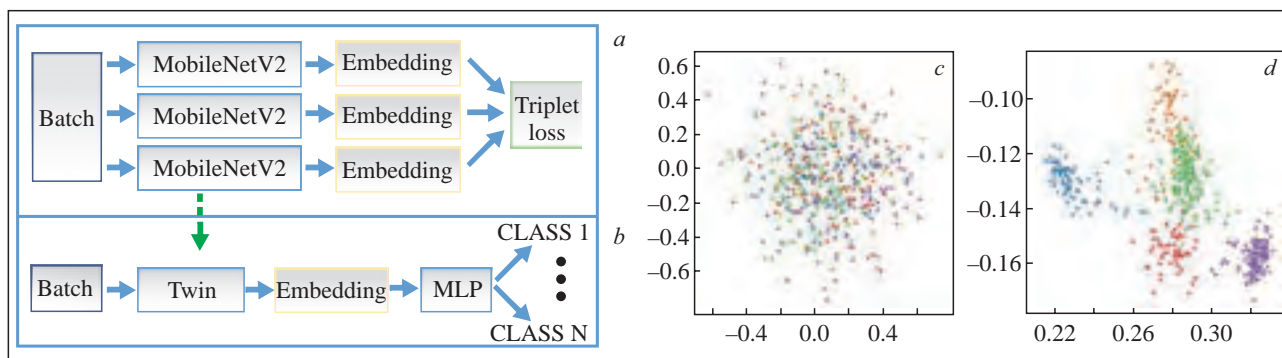 a
MobileNetV2
Embedding
Batch
MobileNetV2
Embedding
Triplet
loss
MobileNetV2
Embedding
b
CLASS 1
Batch
Twin
Embedding
MLP
CLASS N
c
0.6
0.4
0.2
0.0
–0.2
–0.4
–0.6
–0.4 0.0 0.4
d
–0.10
–0.12
–0.14
–0.16
0.22 0.26 0.30